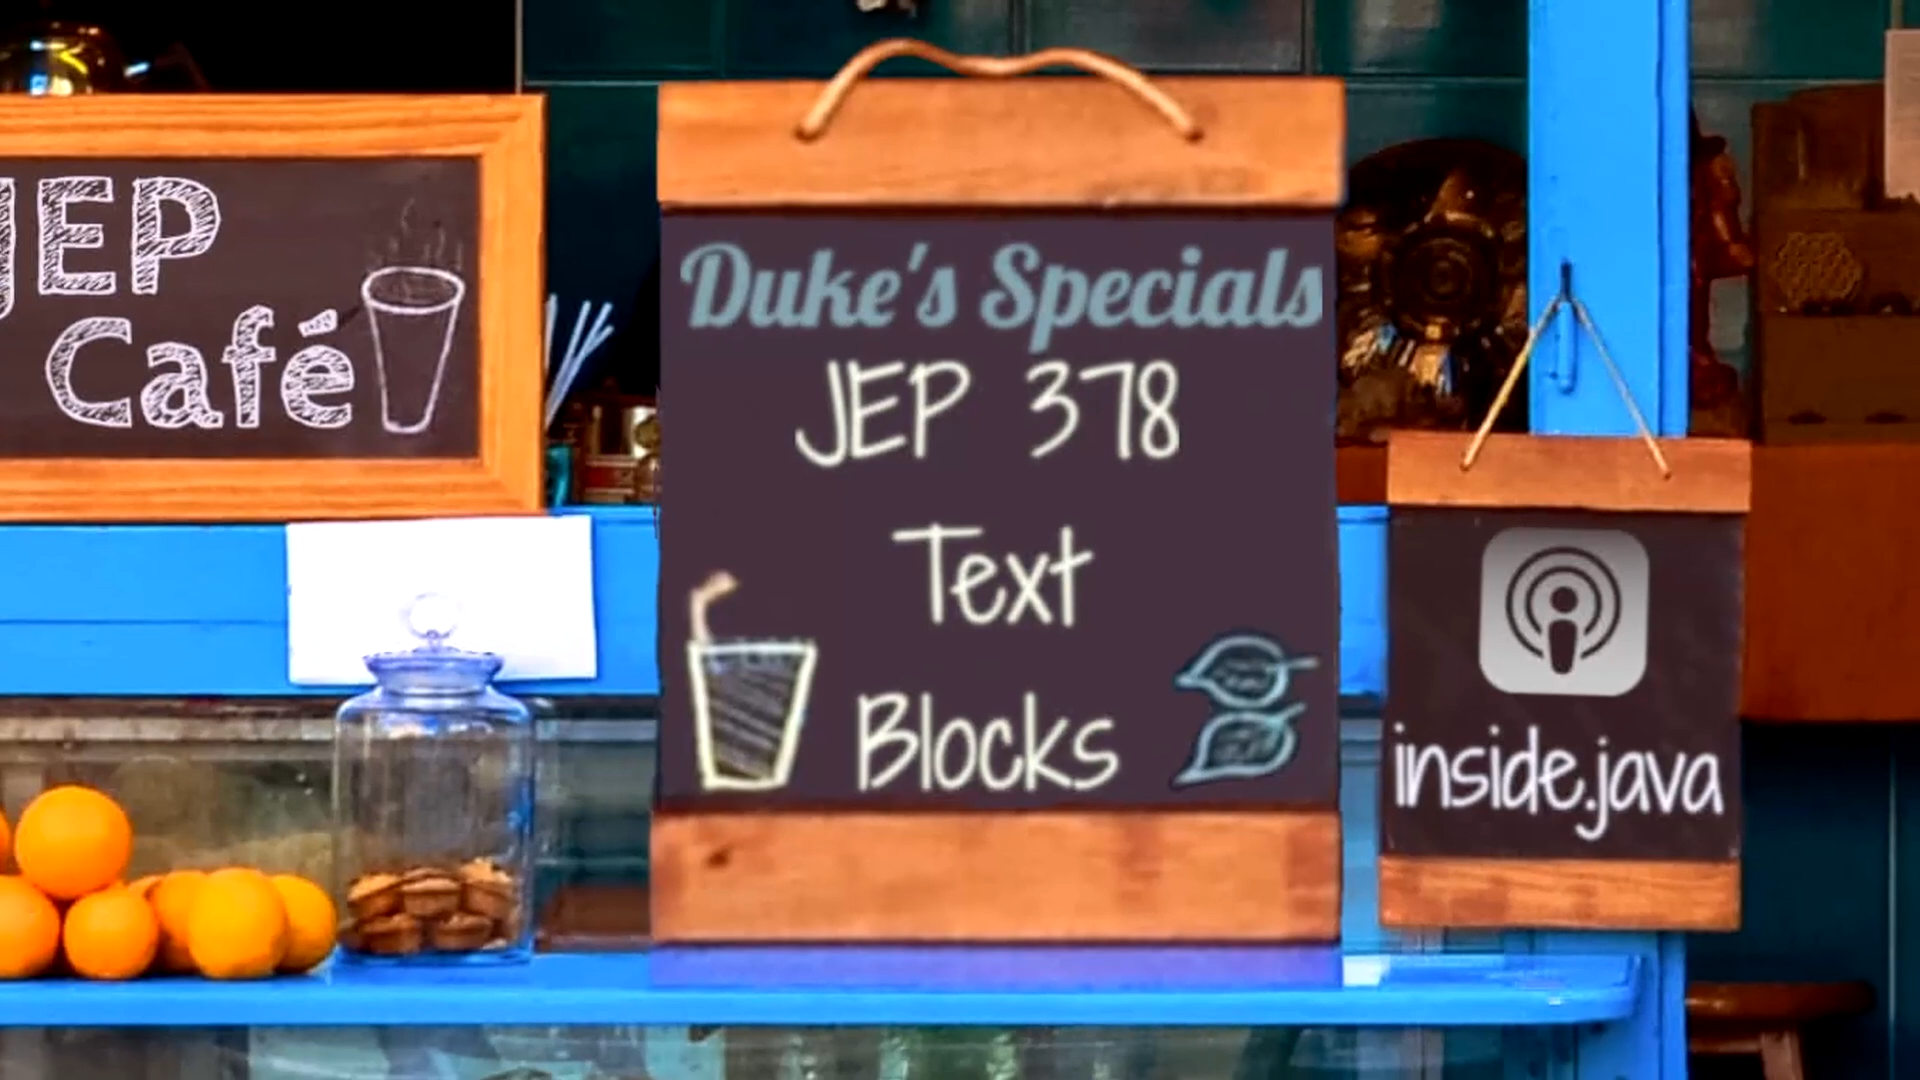 JEP
Café
Duke's Specials
JEP 378
Text
Blocks
inside.java